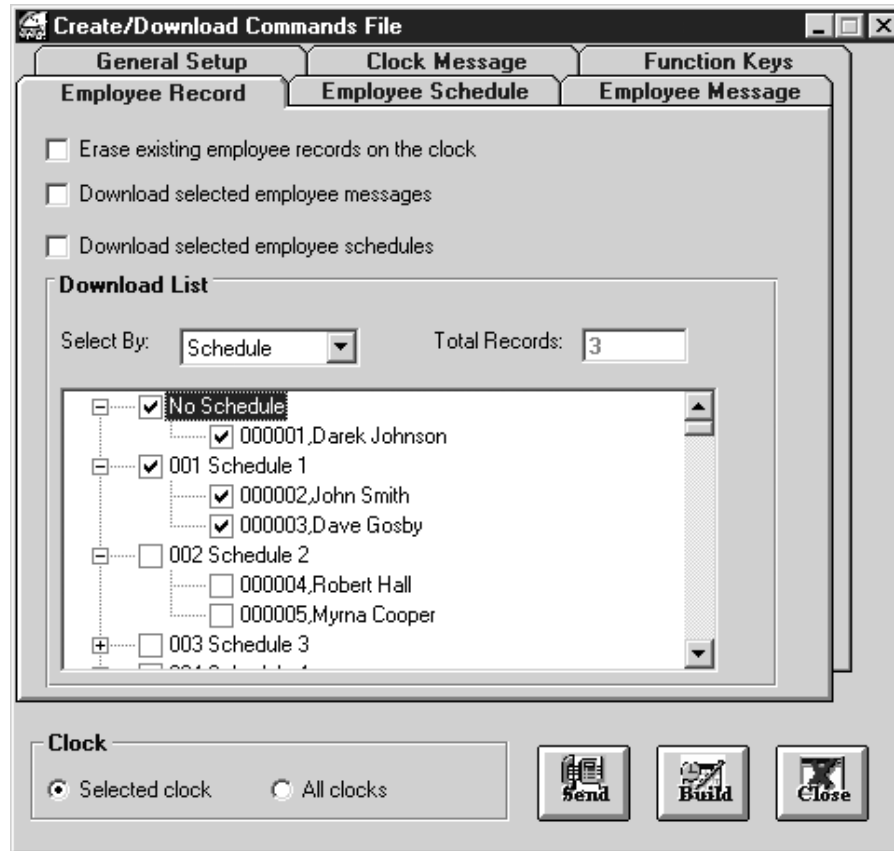 Create/Download Commands File
General Setup Clock Message Function Keys
Employee Record Employee Schedule Employee Message
Erase existing employee records on the clock
Download selected employee messages
Download selected employee schedules
Download List
Select By: Schedule Total Records: 3
No Schedule
000001,Darek Johnson
001 Schedule 1
000002,John Smith
000003,Dave Gosby
002 Schedule 2
000004,Robert Hall
000005,Myrna Cooper
003 Schedule 3
Clock
Selected clock All clocks
Send Build Close